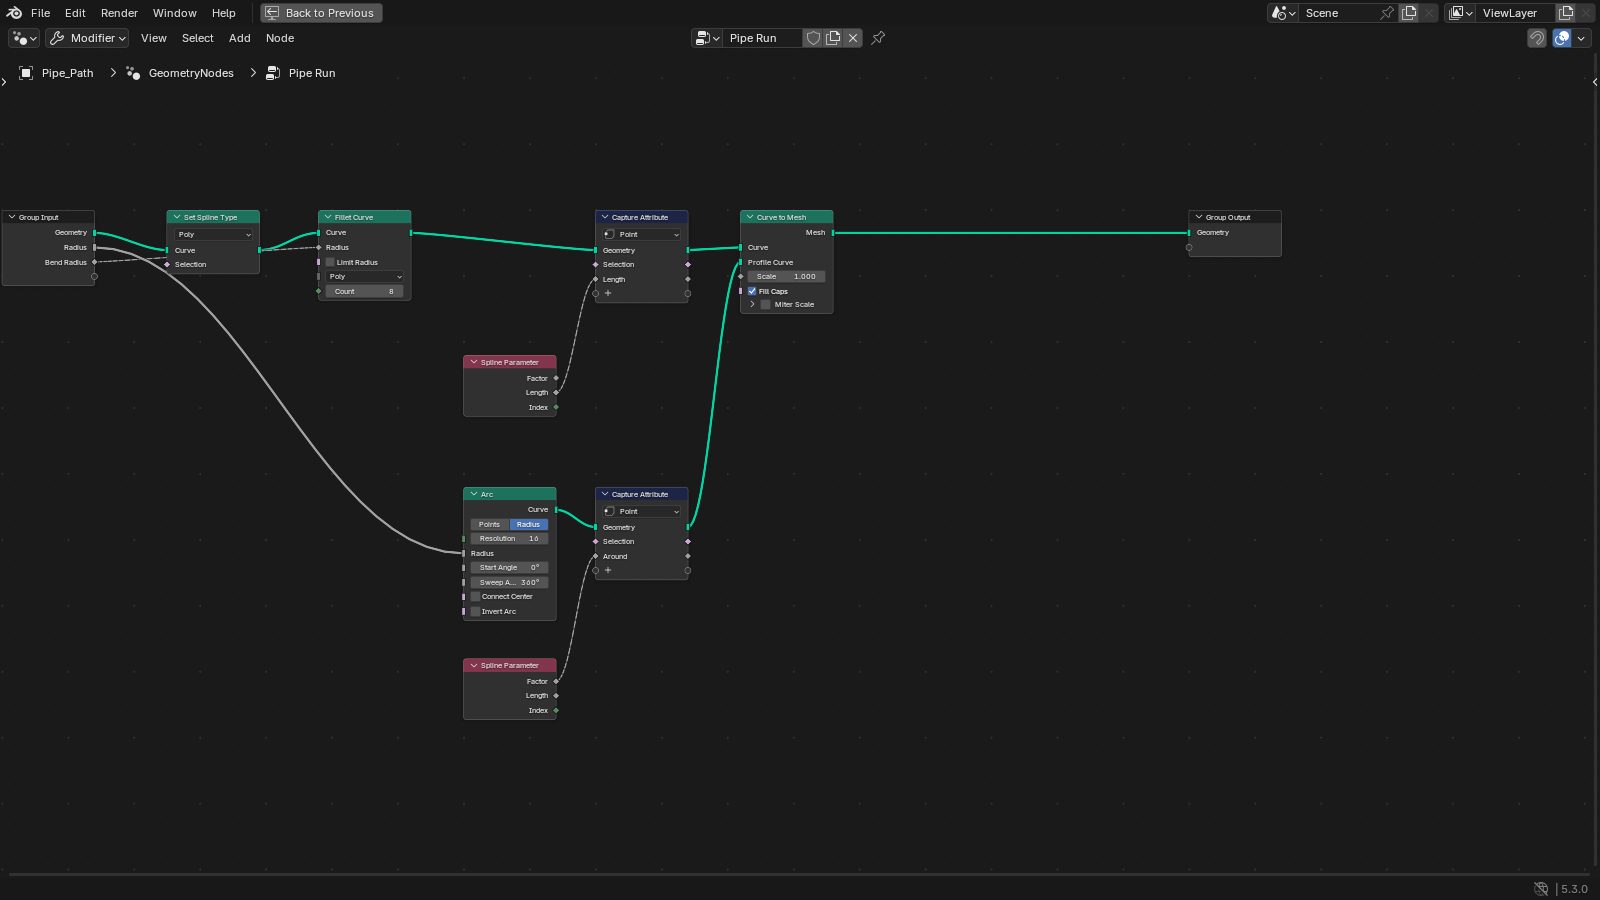 File Edit Render Window Help Back to Previous Scene ViewLayer
Modifier View Select Add Node Pipe Run
Pipe_Path GeometryNodes Pipe Run
Group Input
Geometry
Radius
Bend Radius
Set Spline Type
Poly
Curve
Selection
Fillet Curve
Curve
Radius
Limit Radius
Poly
Count 8
Capture Attribute
Point
Geometry
Selection
Length
Curve to Mesh
Mesh
Curve
Profile Curve
Scale 1.000
Fill Caps
Miter Scale
Group Output
Geometry
Spline Parameter
Factor
Length
Index
Arc
Curve
Points Radius
Resolution 16
Radius
Start Angle 0°
Sweep A... 360°
Connect Center
Invert Arc
Capture Attribute
Point
Geometry
Selection
Around
Spline Parameter
Factor
Length
Index
5.3.0